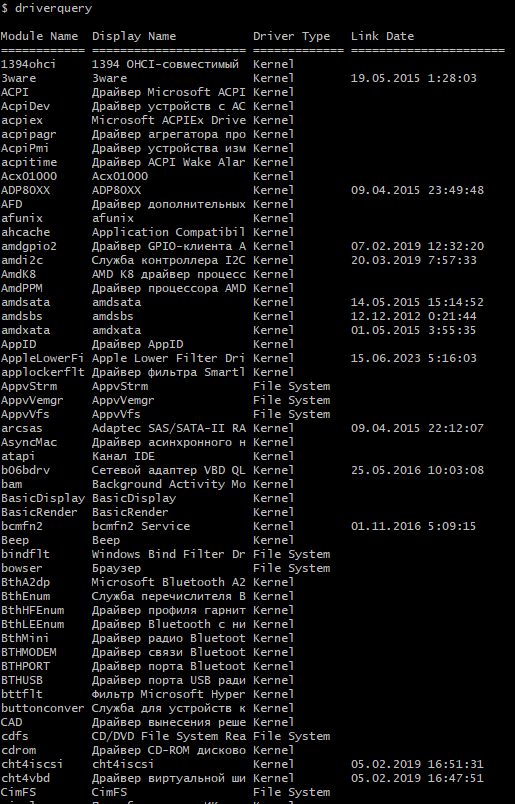 $ driverquery
Module Name  Display Name           Driver Type   Link Date
============ ====================== ============= ======================
1394ohci     1394 OHCI-совместимый  Kernel
3ware        3ware                  Kernel        19.05.2015 1:28:03
ACPI         Драйвер Microsoft ACPI Kernel
AcpiDev      Драйвер устройств с AC Kernel
acpiex       Microsoft ACPIEx Drive Kernel
acpipagr     Драйвер агрегатора про Kernel
AcpiPmi      Драйвер устройства изм Kernel
acpitime     Драйвер ACPI Wake Alar Kernel
Acx01000     Acx01000               Kernel
ADP80XX      ADP80XX                Kernel        09.04.2015 23:49:48
AFD          Драйвер дополнительных Kernel
afunix       afunix                 Kernel
ahcache      Application Compatibil Kernel
amdgpio2     Драйвер GPIO-клиента A Kernel        07.02.2019 12:32:20
amdi2c       Служба контроллера I2C Kernel        20.03.2019 7:57:33
AmdK8        AMD K8 драйвер процесс Kernel
AmdPPM       Драйвер процессора AMD Kernel
amdsata      amdsata                Kernel        14.05.2015 15:14:52
amdsbs       amdsbs                 Kernel        12.12.2012 0:21:44
amdxata      amdxata                Kernel        01.05.2015 3:55:35
AppID        Драйвер AppID          Kernel
AppleLowerFi Apple Lower Filter Dri Kernel        15.06.2023 5:16:03
applockerflt Драйвер фильтра Smartl Kernel
AppvStrm     AppvStrm               File System
AppvVemgr    AppvVemgr              File System
AppvVfs      AppvVfs                File System
arcsas       Adaptec SAS/SATA-II RA Kernel        09.04.2015 22:12:07
AsyncMac     Драйвер асинхронного н Kernel
atapi        Канал IDE              Kernel
b06bdrv      Сетевой адаптер VBD QL Kernel        25.05.2016 10:03:08
bam          Background Activity Mo Kernel
BasicDisplay BasicDisplay           Kernel
BasicRender  BasicRender            Kernel
bcmfn2       bcmfn2 Service         Kernel        01.11.2016 5:09:15
Beep         Beep                   Kernel
bindflt      Windows Bind Filter Dr File System
bowser       Браузер                File System
BthA2dp      Microsoft Bluetooth A2 Kernel
BthEnum      Служба перечислителя B Kernel
BthHFEnum    Драйвер профиля гарнит Kernel
BthLEEnum    Драйвер Bluetooth с ни Kernel
BthMini      Драйвер радио Bluetoot Kernel
BTHMODEM     Драйвер связи Bluetoot Kernel
BTHPORT      Драйвер порта Bluetoot Kernel
BTHUSB       Драйвер порта USB ради Kernel
bttflt       Фильтр Microsoft Hyper Kernel
buttonconver Служба для устройств к Kernel
CAD          Драйвер вынесения реше Kernel
cdfs         CD/DVD File System Rea File System
cdrom        Драйвер CD-ROM дисково Kernel
cht4iscsi    cht4iscsi              Kernel        05.02.2019 16:51:31
cht4vbd      Драйвер виртуальной ши Kernel        05.02.2019 16:47:51
CimFS        CimFS                  File System